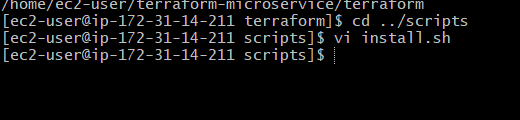 /home/ec2-user/terraform-microservice/terraform
[ec2-user@ip-172-31-14-211 terraform]$ cd ../scripts
[ec2-user@ip-172-31-14-211 scripts]$ vi install.sh
[ec2-user@ip-172-31-14-211 scripts]$